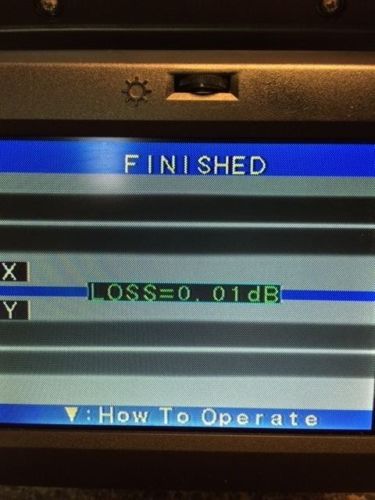 FINISHED
X
LOSS=0.01dB
Y
▼:How To Operate